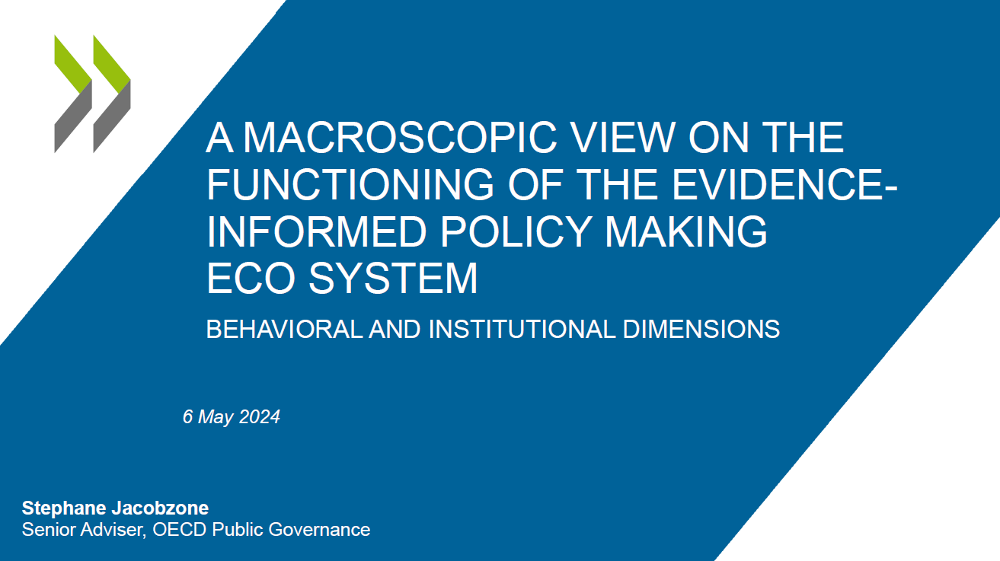 A MACROSCOPIC VIEW ON THE
FUNCTIONING OF THE EVIDENCE-
INFORMED POLICY MAKING
ECO SYSTEM
BEHAVIORAL AND INSTITUTIONAL DIMENSIONS
6 May 2024
Stephane Jacobzone
Senior Adviser, OECD Public Governance